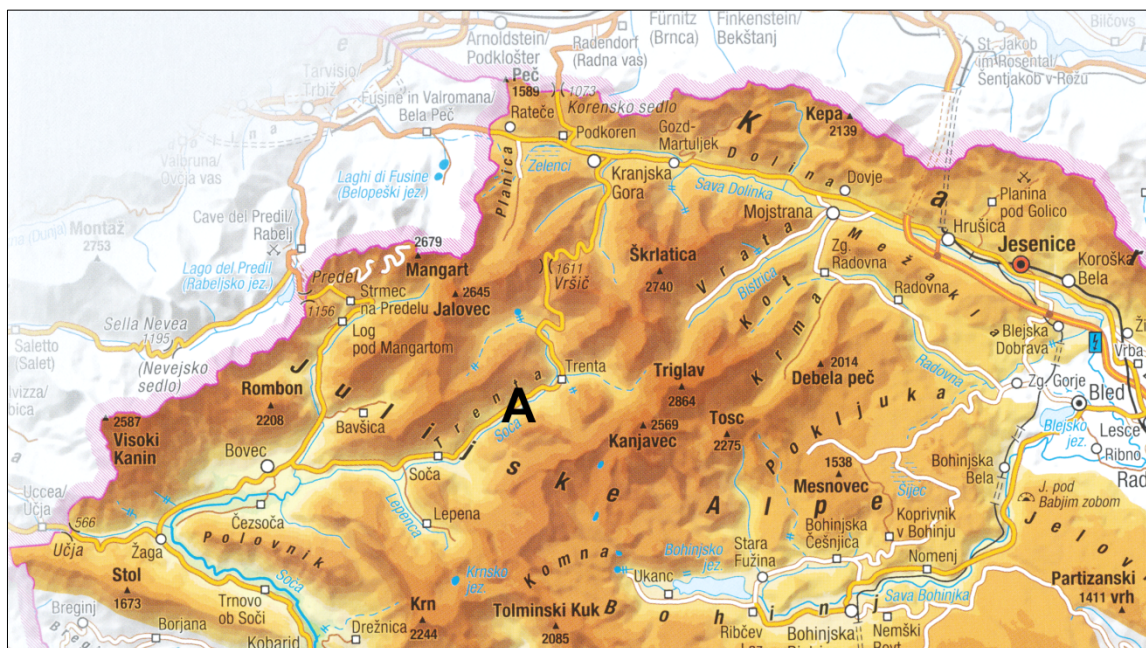 Arnoldstein/
Podklošter
Radendorf
(Radna vas)
Fürnitz
(Brnca)
Finkenstein/
Bekštanj
St. Jakob
im Rosental/
Šentjakob v Rožu
Bilčovs
Tarvisio/
Trbiž
Fusine in Valromana/
Bela Peč
Peč
1589
1073
Korensko sedlo
Rateče
Podkoren
Gozd-
Martuljek
Kepa
2139
K
a
r
Dolina
Valbruna/
Ovčja vas
Planica
Zelenci
Kranjska
Gora
Sava Dolinka
Dovje
Mojstrana
Planina
pod Golico
Hrušica
Jesenice
Koroška
Bela
Laghi di Fusine
(Belopeški jez.)
Cave del Predil/
Rabelj
Montaž
2753
Lago del Predil
(Rabeljsko jez.)
2679
Mangart
Predel
1156
Strmec
na Predelu
2645
Jalovec
1611
Vršič
Škrlatica
2740
Vrata
Bistrica
Kot
Krma
Zg.
Radovna
Mežakla
Radovna
Blejska
Dobrava
Vrba
Sella Nevea
1195
(Nevejsko
sedlo)
Saletto
(Salet)
Log
pod Mangartom
Trenta
Triglav
2864
2014
Debela peč
Radovna
Zg. Gorje
Bled
Lesce
Blejsko
jez.
Ribno
Rad
Rombon
2208
Julijske Alpe
Bavšica
Trenta
A
Soča
Kanjavec
2569
Tosc
2275
Pokljuka
2587
Visoki
Kanin
Bovec
Soča
1538
Mesnovec
Šijec
Bohinjska
Bela
J. pod
Babjim zobom
Uccea/
Učja
566
Učja
Čezsoča
Lepenca
Lepena
Koprivnik
v Bohinju
Bohinjska
Češnjica
Jelov
Žaga
Polovnik
Komna
Bohinjsko
jez.
Stara
Fužina
Nomenj
Stol
1673
Soča
Krnsko
jez.
Ukanc
Partizanski
1411 vrh
Breginj
Borjana
Trnovo
ob Soči
Krn
2244
Tolminski Kuk
2085
Bohinj
Sava Bohinjka
Kobarid
Drežnica
Ribčev
Laz
Bohinjska
Nemški
Rovt